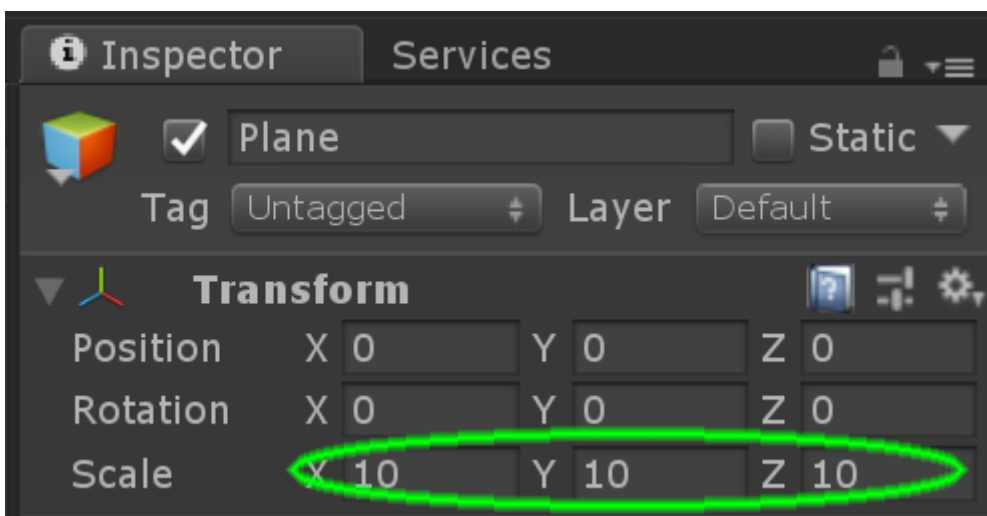 Inspector Services
Plane Static
Tag Untagged Layer Default
Transform
Position X 0 Y 0 Z 0
Rotation X 0 Y 0 Z 0
Scale X 10 Y 10 Z 10